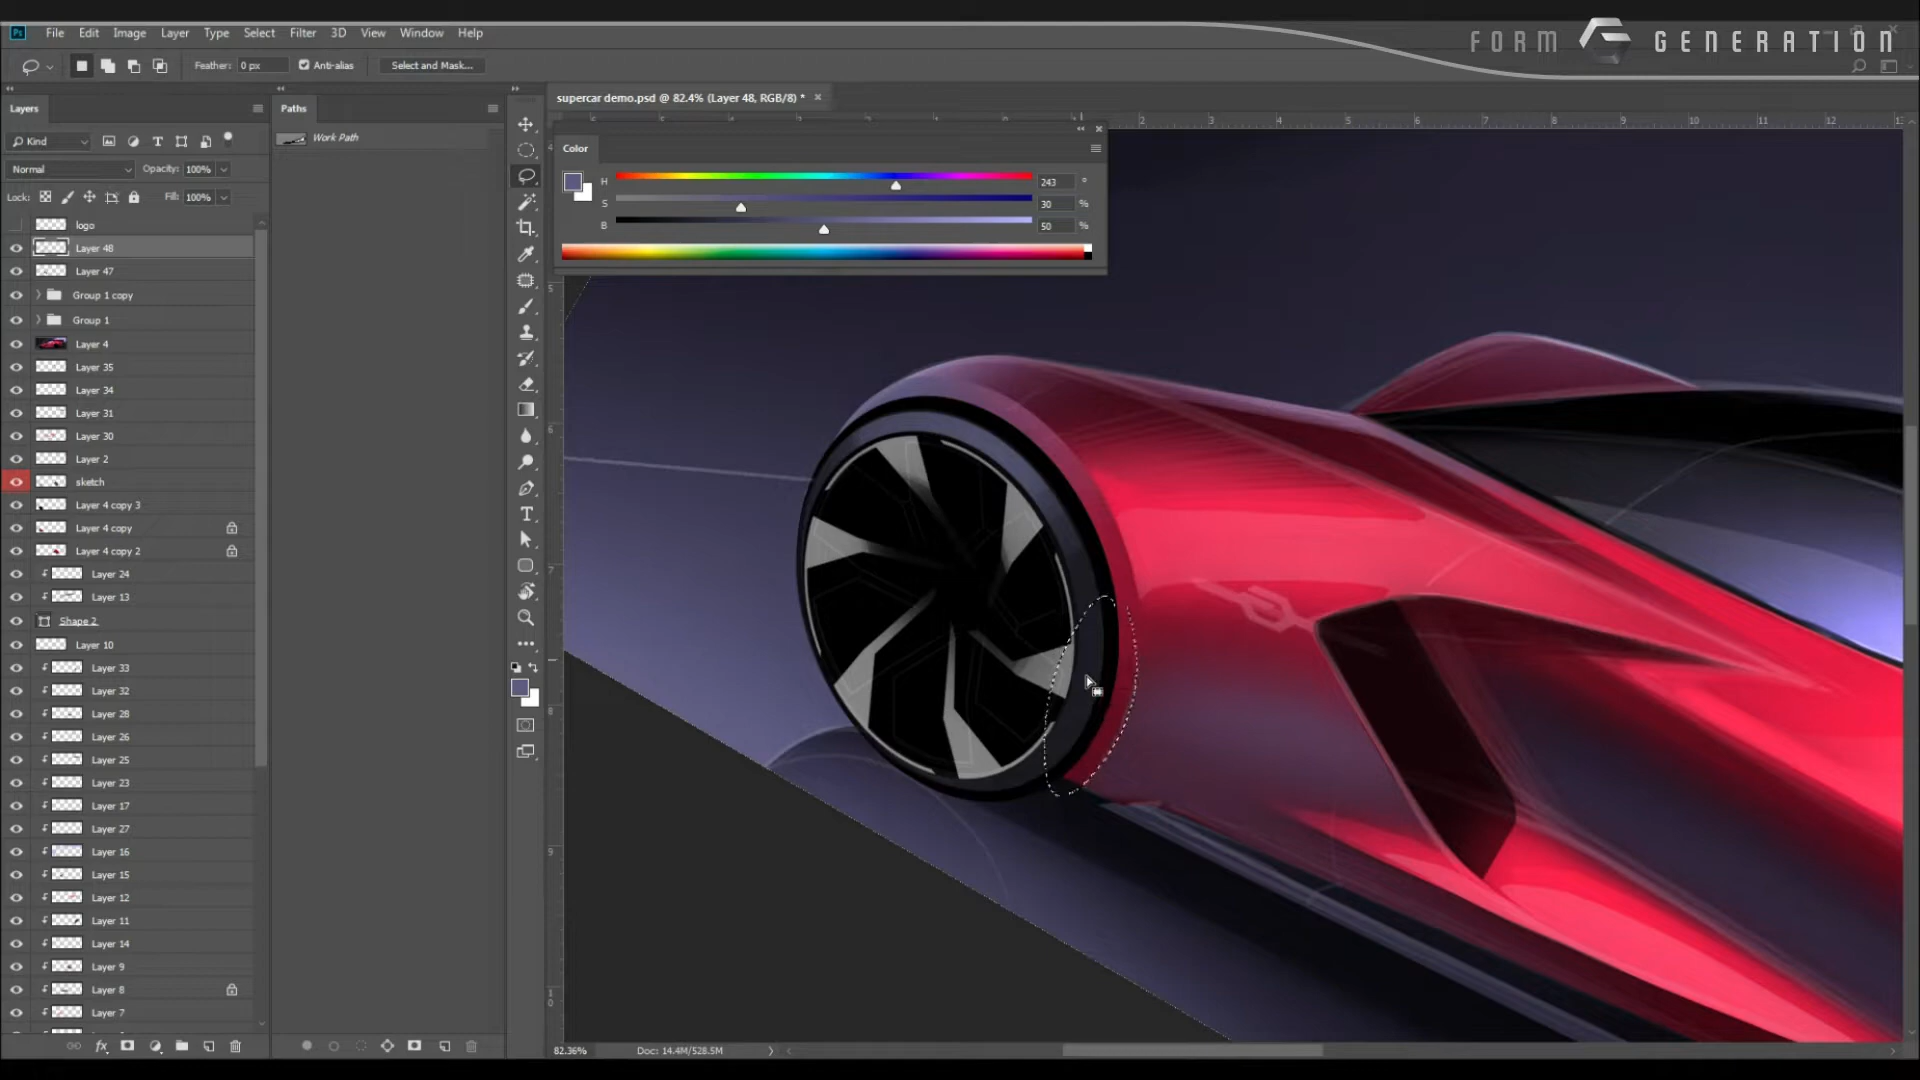 Ps File Edit Image Layer Type Select Filter 3D View Window Help
FORM GENERATION
Feather: 0 px Anti-alias Select and Mask...
Layers
Paths
supercar demo.psd @ 82.4% (Layer 48, RGB/8) *
Kind
Work Path
Color
Normal Opacity: 100%
H 243 °
Lock: Fill: 100%
S 30 %
B 50 %
logo
Layer 48
Layer 47
Group 1 copy
Group 1
Layer 4
Layer 35
Layer 34
Layer 31
Layer 30
Layer 2
sketch
Layer 4 copy 3
Layer 4 copy
Layer 4 copy 2
Layer 24
Layer 13
Shape 2
Layer 10
Layer 33
Layer 32
Layer 28
Layer 26
Layer 25
Layer 23
Layer 17
Layer 27
Layer 16
Layer 15
Layer 12
Layer 11
Layer 14
Layer 9
Layer 8
Layer 7
82.36% Doc: 14.4M/528.5M